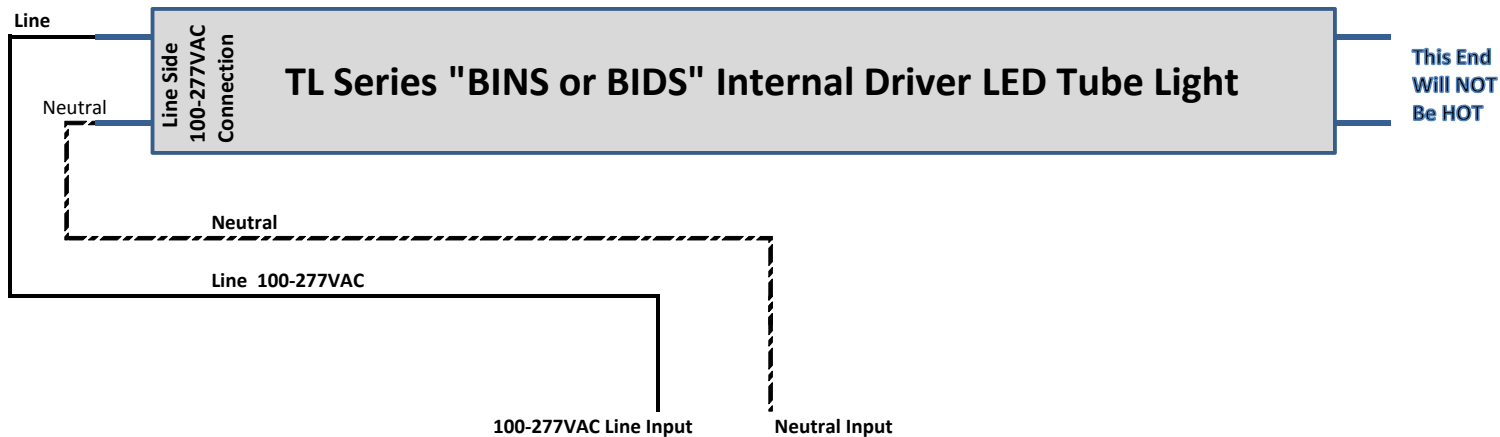 Line
Neutral
Line Side
100-277VAC
Connection
TL Series "BINS or BIDS" Internal Driver LED Tube Light
This End
Will NOT
Be HOT
Neutral
Line 100-277VAC
100-277VAC Line Input
Neutral Input